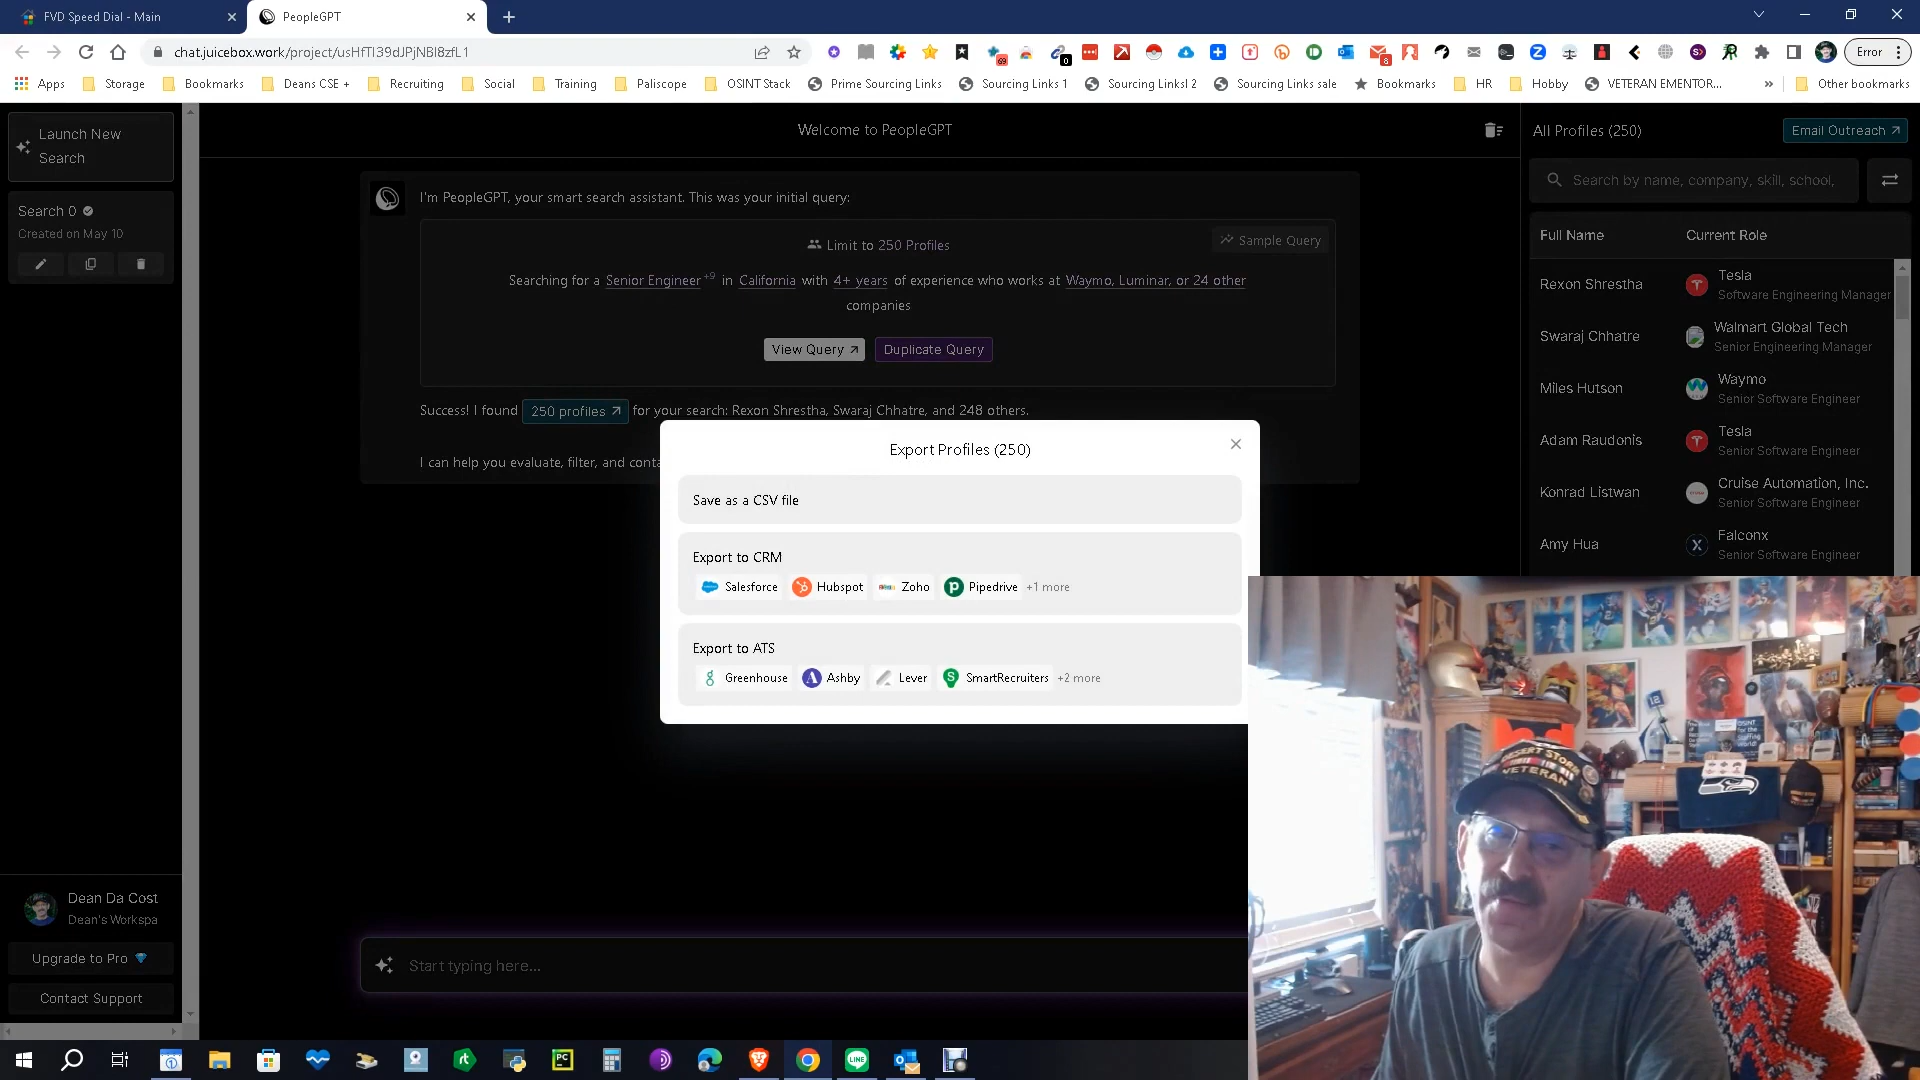 FVD Speed Dial - Main
PeopleGPT
chat.juicebox.work/project/usHfTl39dJPjNBl8zfL1
69
0
8
Error
Apps
Storage
Bookmarks
Deans CSE +
Recruiting
Social
Training
Paliscope
OSINT Stack
Prime Sourcing Links
Sourcing Links 1
Sourcing Linksl 2
Sourcing Links sale
Bookmarks
HR
Hobby
VETERAN EMENTOR...
»
Other bookmarks
Launch New
Search
Search 0
Created on May 10
Welcome to PeopleGPT
I'm PeopleGPT, your smart search assistant. This was your initial query:
Limit to 250 Profiles
Sample Query
Searching for a Senior Engineer +9 in California with 4+ years of experience who works at Waymo, Luminar, or 24 other
companies
View Query
Duplicate Query
Success! I found 250 profiles for your search: Rexon Shrestha, Swaraj Chhatre, and 248 others.
I can help you evaluate, filter, and conta
Export Profiles (250)
Save as a CSV file
Export to CRM
Salesforce
Hubspot
Zoho
Pipedrive
+1 more
Export to ATS
Greenhouse
Ashby
Lever
SmartRecruiters
+2 more
All Profiles (250)
Email Outreach
Search by name, company, skill, school,
Full Name
Current Role
Rexon Shrestha
Tesla
Software Engineering Manager
Swaraj Chhatre
Walmart Global Tech
Senior Engineering Manager
Miles Hutson
Waymo
Senior Software Engineer
Adam Raudonis
Tesla
Senior Software Engineer
Konrad Listwan
Cruise Automation, Inc.
Senior Software Engineer
Amy Hua
Falconx
Senior Software Engineer
Dean Da Cost
Dean's Workspa
Upgrade to Pro
Contact Support
Start typing here...
DESERT STORM
VETERAN
12